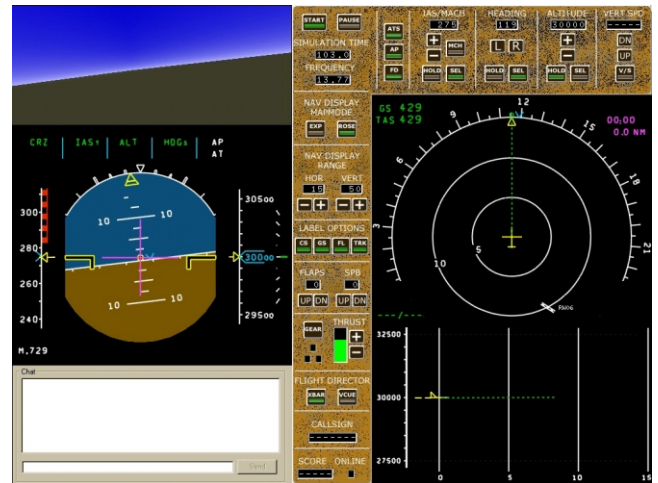 CRZ IAS↑ ALT HDGs AP
AT
10 10
300
260
240
10 10
30500
30000
29500
M.729
Chat
Send
START PAUSE
SIMULATION TIME
103.0
FREQUENCY
13.77
NAV DISPLAY
MAPMODE
EXP ROSE
NAV DISPLAY
RANGE
HOR VERT
15 50
LABEL OPTIONS
CS GS FL TRK
FLAPS SPB
0 0
UP DN UP DN
GEAR THRUST
FLIGHT DIRECTOR
XBAR VCUE
CALLSIGN
--------
SCORE ONLINE
-----
ATS
AP
FD
IAS/MACH
275
MCH
HOLD SEL
HEADING
119
L R
HOLD SEL
ALTITUDE
30000
HOLD SEL
VERT SPD
-----
DN
UP
V/S
GS 429
TAS 429
00:00
0.0 NM
3 6 9 12 15 18 21
5
10
RW06
---/---
32500
30000
27500
0 5 10 15